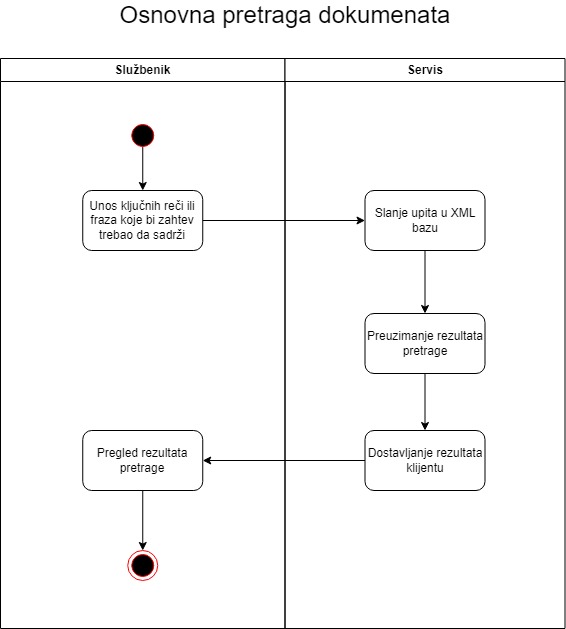 Osnovna pretraga dokumenata
Službenik
Servis
Unos ključnih reči ili
fraza koje bi zahtev
trebao da sadrži
Slanje upita u XML
bazu
Preuzimanje rezultata
pretrage
Dostavljanje rezultata
klijentu
Pregled rezultata
pretrage